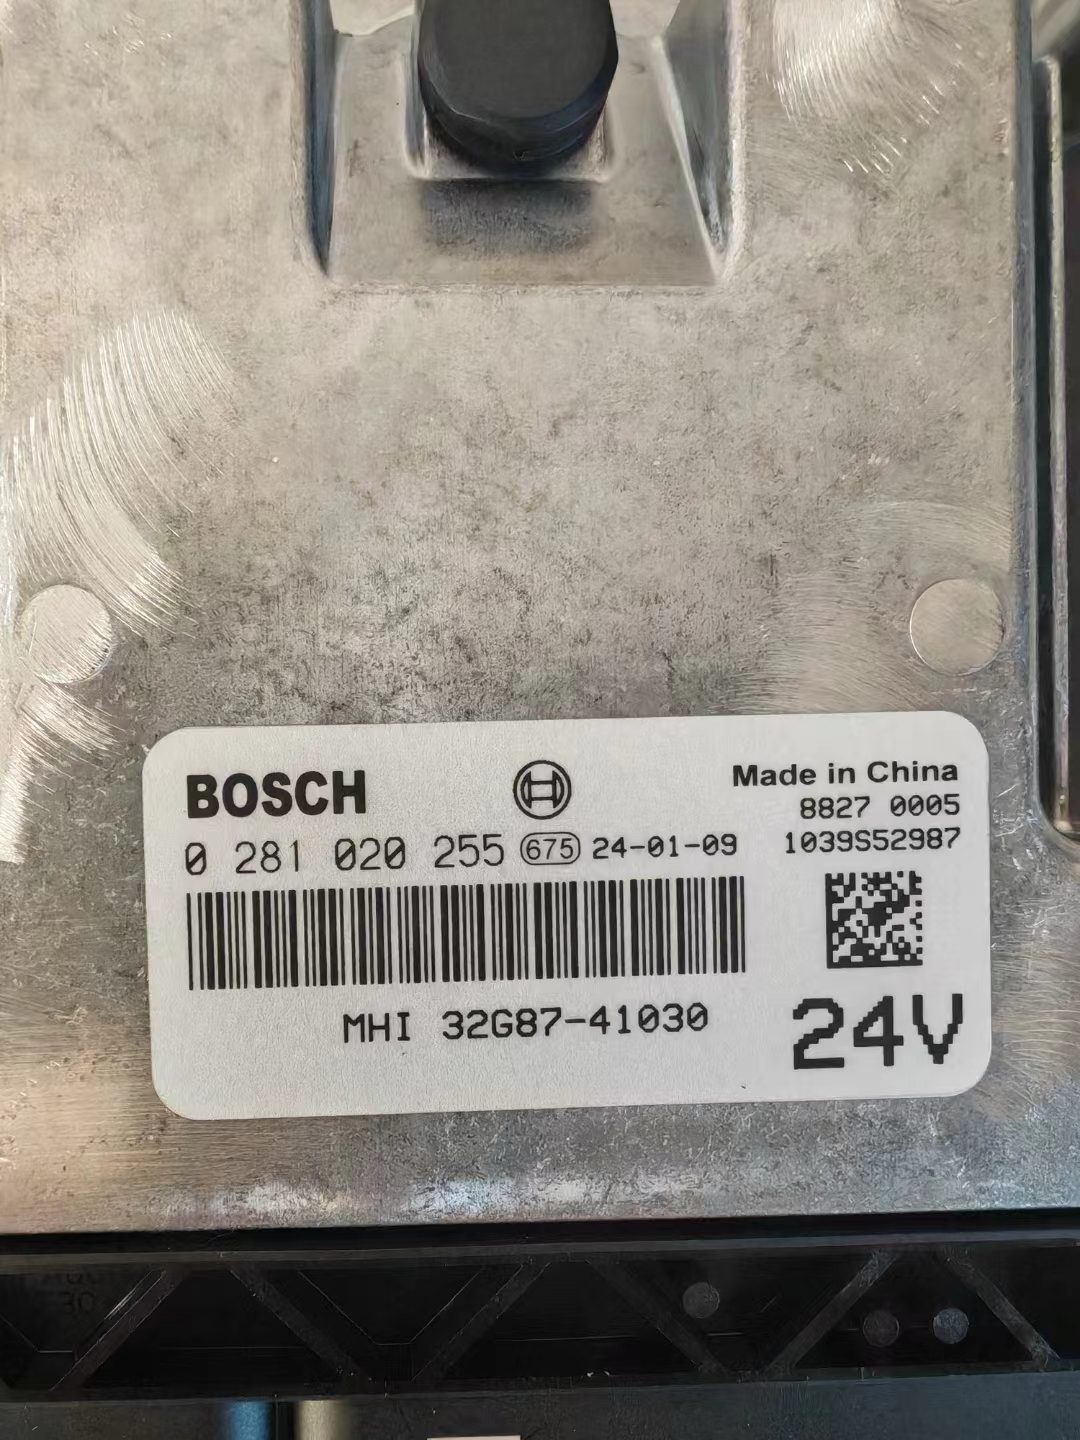 BOSCH
Made in China
8827 0005
0 281 020 255 675 24-01-09
1039S52987
MHI 32G87-41030
24V